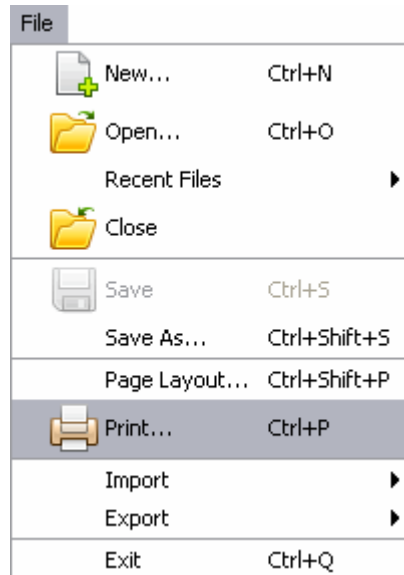 File
New... Ctrl+N
Open... Ctrl+O
Recent Files
Close
Save Ctrl+S
Save As... Ctrl+Shift+S
Page Layout... Ctrl+Shift+P
Print... Ctrl+P
Import
Export
Exit Ctrl+Q